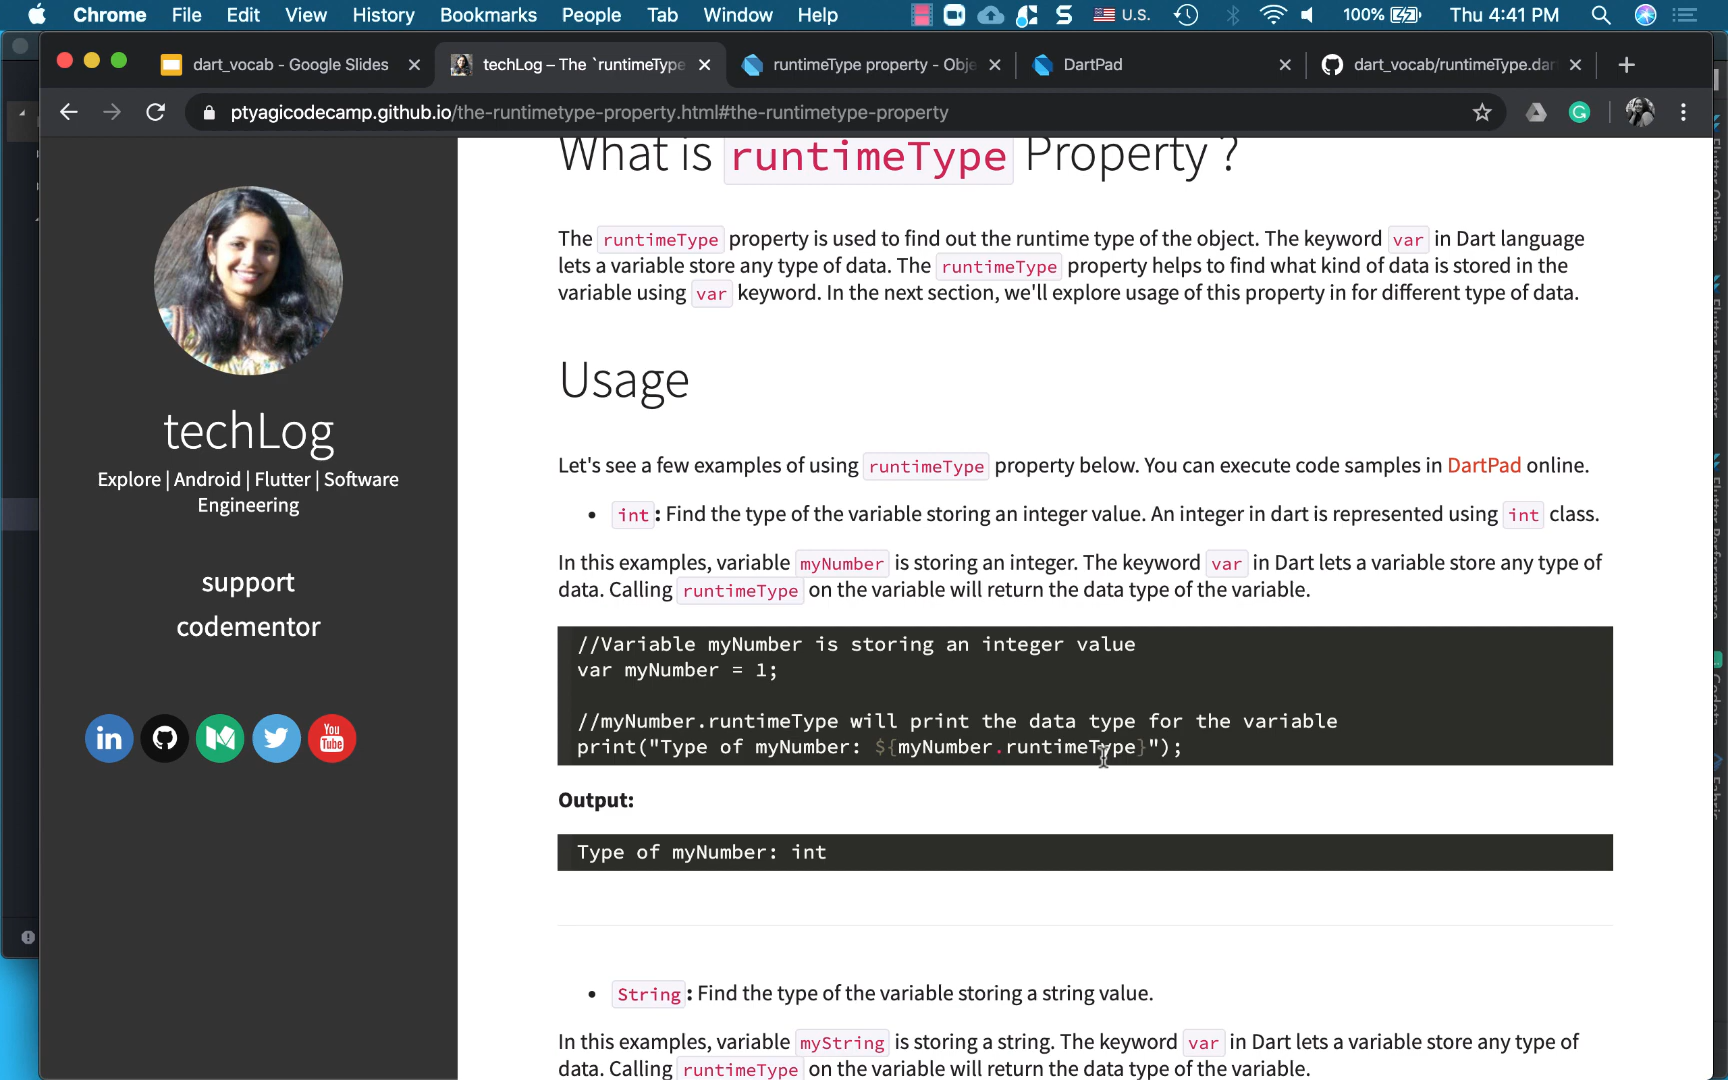 Chrome File Edit View History Bookmarks People Tab Window Help U.S. 100% Thu 4:41 PM
dart_vocab - Google Slides techLog – The `runtimeType runtimeType property - Obje DartPad dart_vocab/runtimeType.dar
ptyagicodecamp.github.io/the-runtimetype-property.html#the-runtimetype-property
techLog
Explore | Android | Flutter | Software
Engineering
support
codementor
in
You
Tube
What is runtimeType Property ?
The runtimeType property is used to find out the runtime type of the object. The keyword var in Dart language
lets a variable store any type of data. The runtimeType property helps to find what kind of data is stored in the
variable using var keyword. In the next section, we'll explore usage of this property in for different type of data.
Usage
Let's see a few examples of using runtimeType property below. You can execute code samples in DartPad online.
• int: Find the type of the variable storing an integer value. An integer in dart is represented using int class.
In this examples, variable myNumber is storing an integer. The keyword var in Dart lets a variable store any type of
data. Calling runtimeType on the variable will return the data type of the variable.
//Variable myNumber is storing an integer value
var myNumber = 1;
//myNumber.runtimeType will print the data type for the variable
print("Type of myNumber: ${myNumber.runtimeType}");
Output:
Type of myNumber: int
• String: Find the type of the variable storing a string value.
In this examples, variable myString is storing a string. The keyword var in Dart lets a variable store any type of
data. Calling runtimeType on the variable will return the data type of the variable.